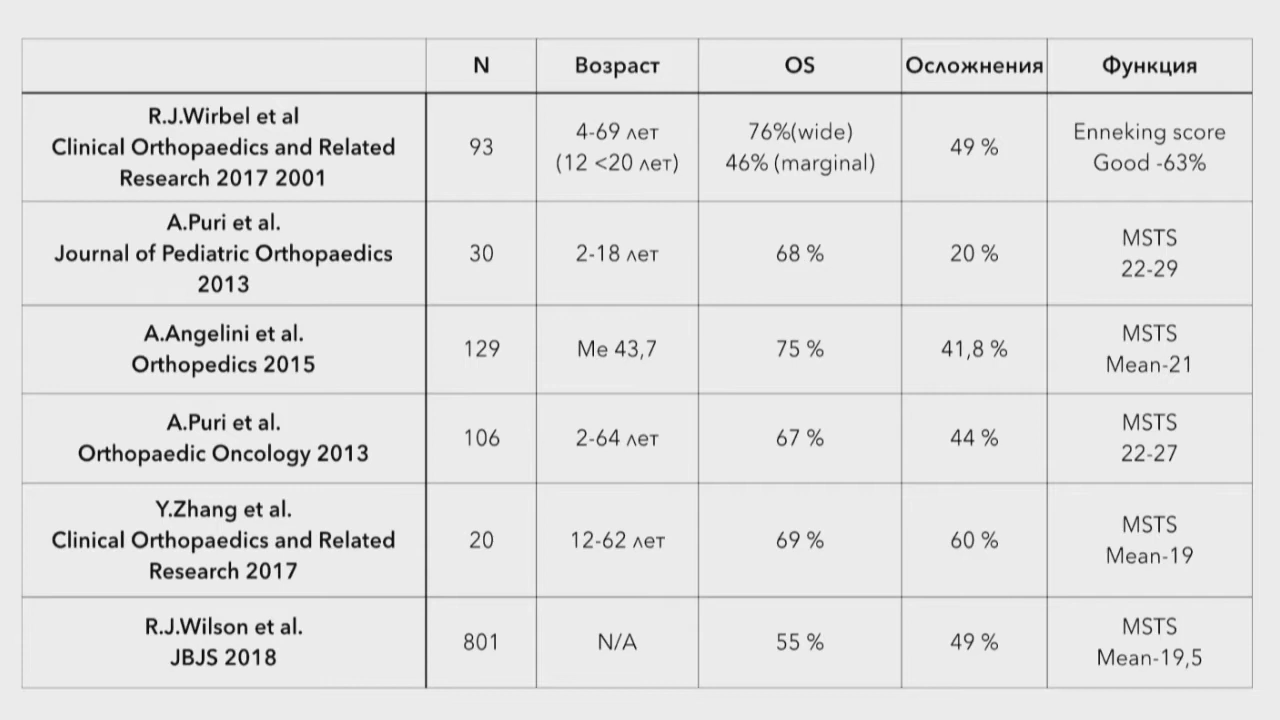 N Возраст OS Осложнения Функция
R.J.Wirbel et al
Clinical Orthopaedics and Related
Research 2017 2001
93
4-69 лет
(12 <20 лет)
76%(wide)
46% (marginal)
49 %
Enneking score
Good -63%
A.Puri et al.
Journal of Pediatric Orthopaedics
2013
30
2-18 лет
68 %
20 %
MSTS
22-29
A.Angelini et al.
Orthopedics 2015
129
Me 43,7
75 %
41,8 %
MSTS
Mean-21
A.Puri et al.
Orthopaedic Oncology 2013
106
2-64 лет
67 %
44 %
MSTS
22-27
Y.Zhang et al.
Clinical Orthopaedics and Related
Research 2017
20
12-62 лет
69 %
60 %
MSTS
Mean-19
R.J.Wilson et al.
JBJS 2018
801
N/A
55 %
49 %
MSTS
Mean-19,5